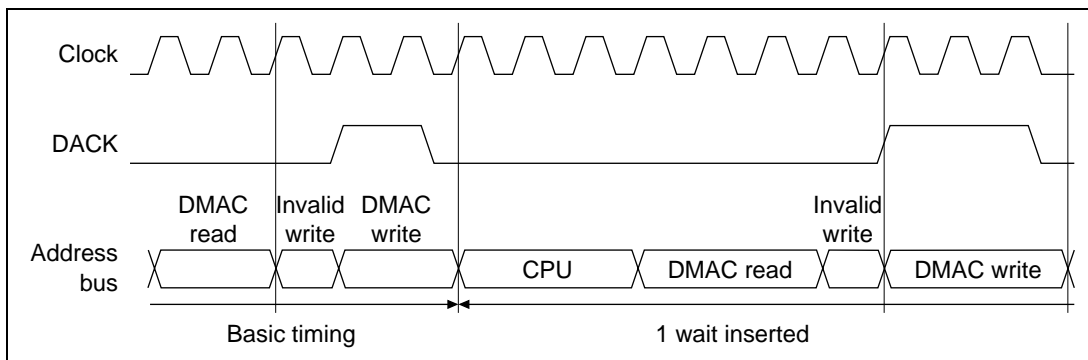 Clock
DACK
DMAC
read
Invalid
write
DMAC
write
Invalid
write
Address
bus
CPU
DMAC read
DMAC write
Basic timing
1 wait inserted